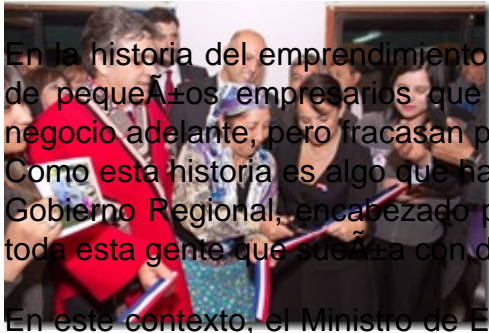 En la historia del emprendimiento
de pequeÃ±os empresarios que
negocio adelante, pero fracasan p
Como esta historia es algo que ha
Gobierno Regional, encabezado p
toda esta gente que sueÃ±a con d
En este contexto, el Ministro de E